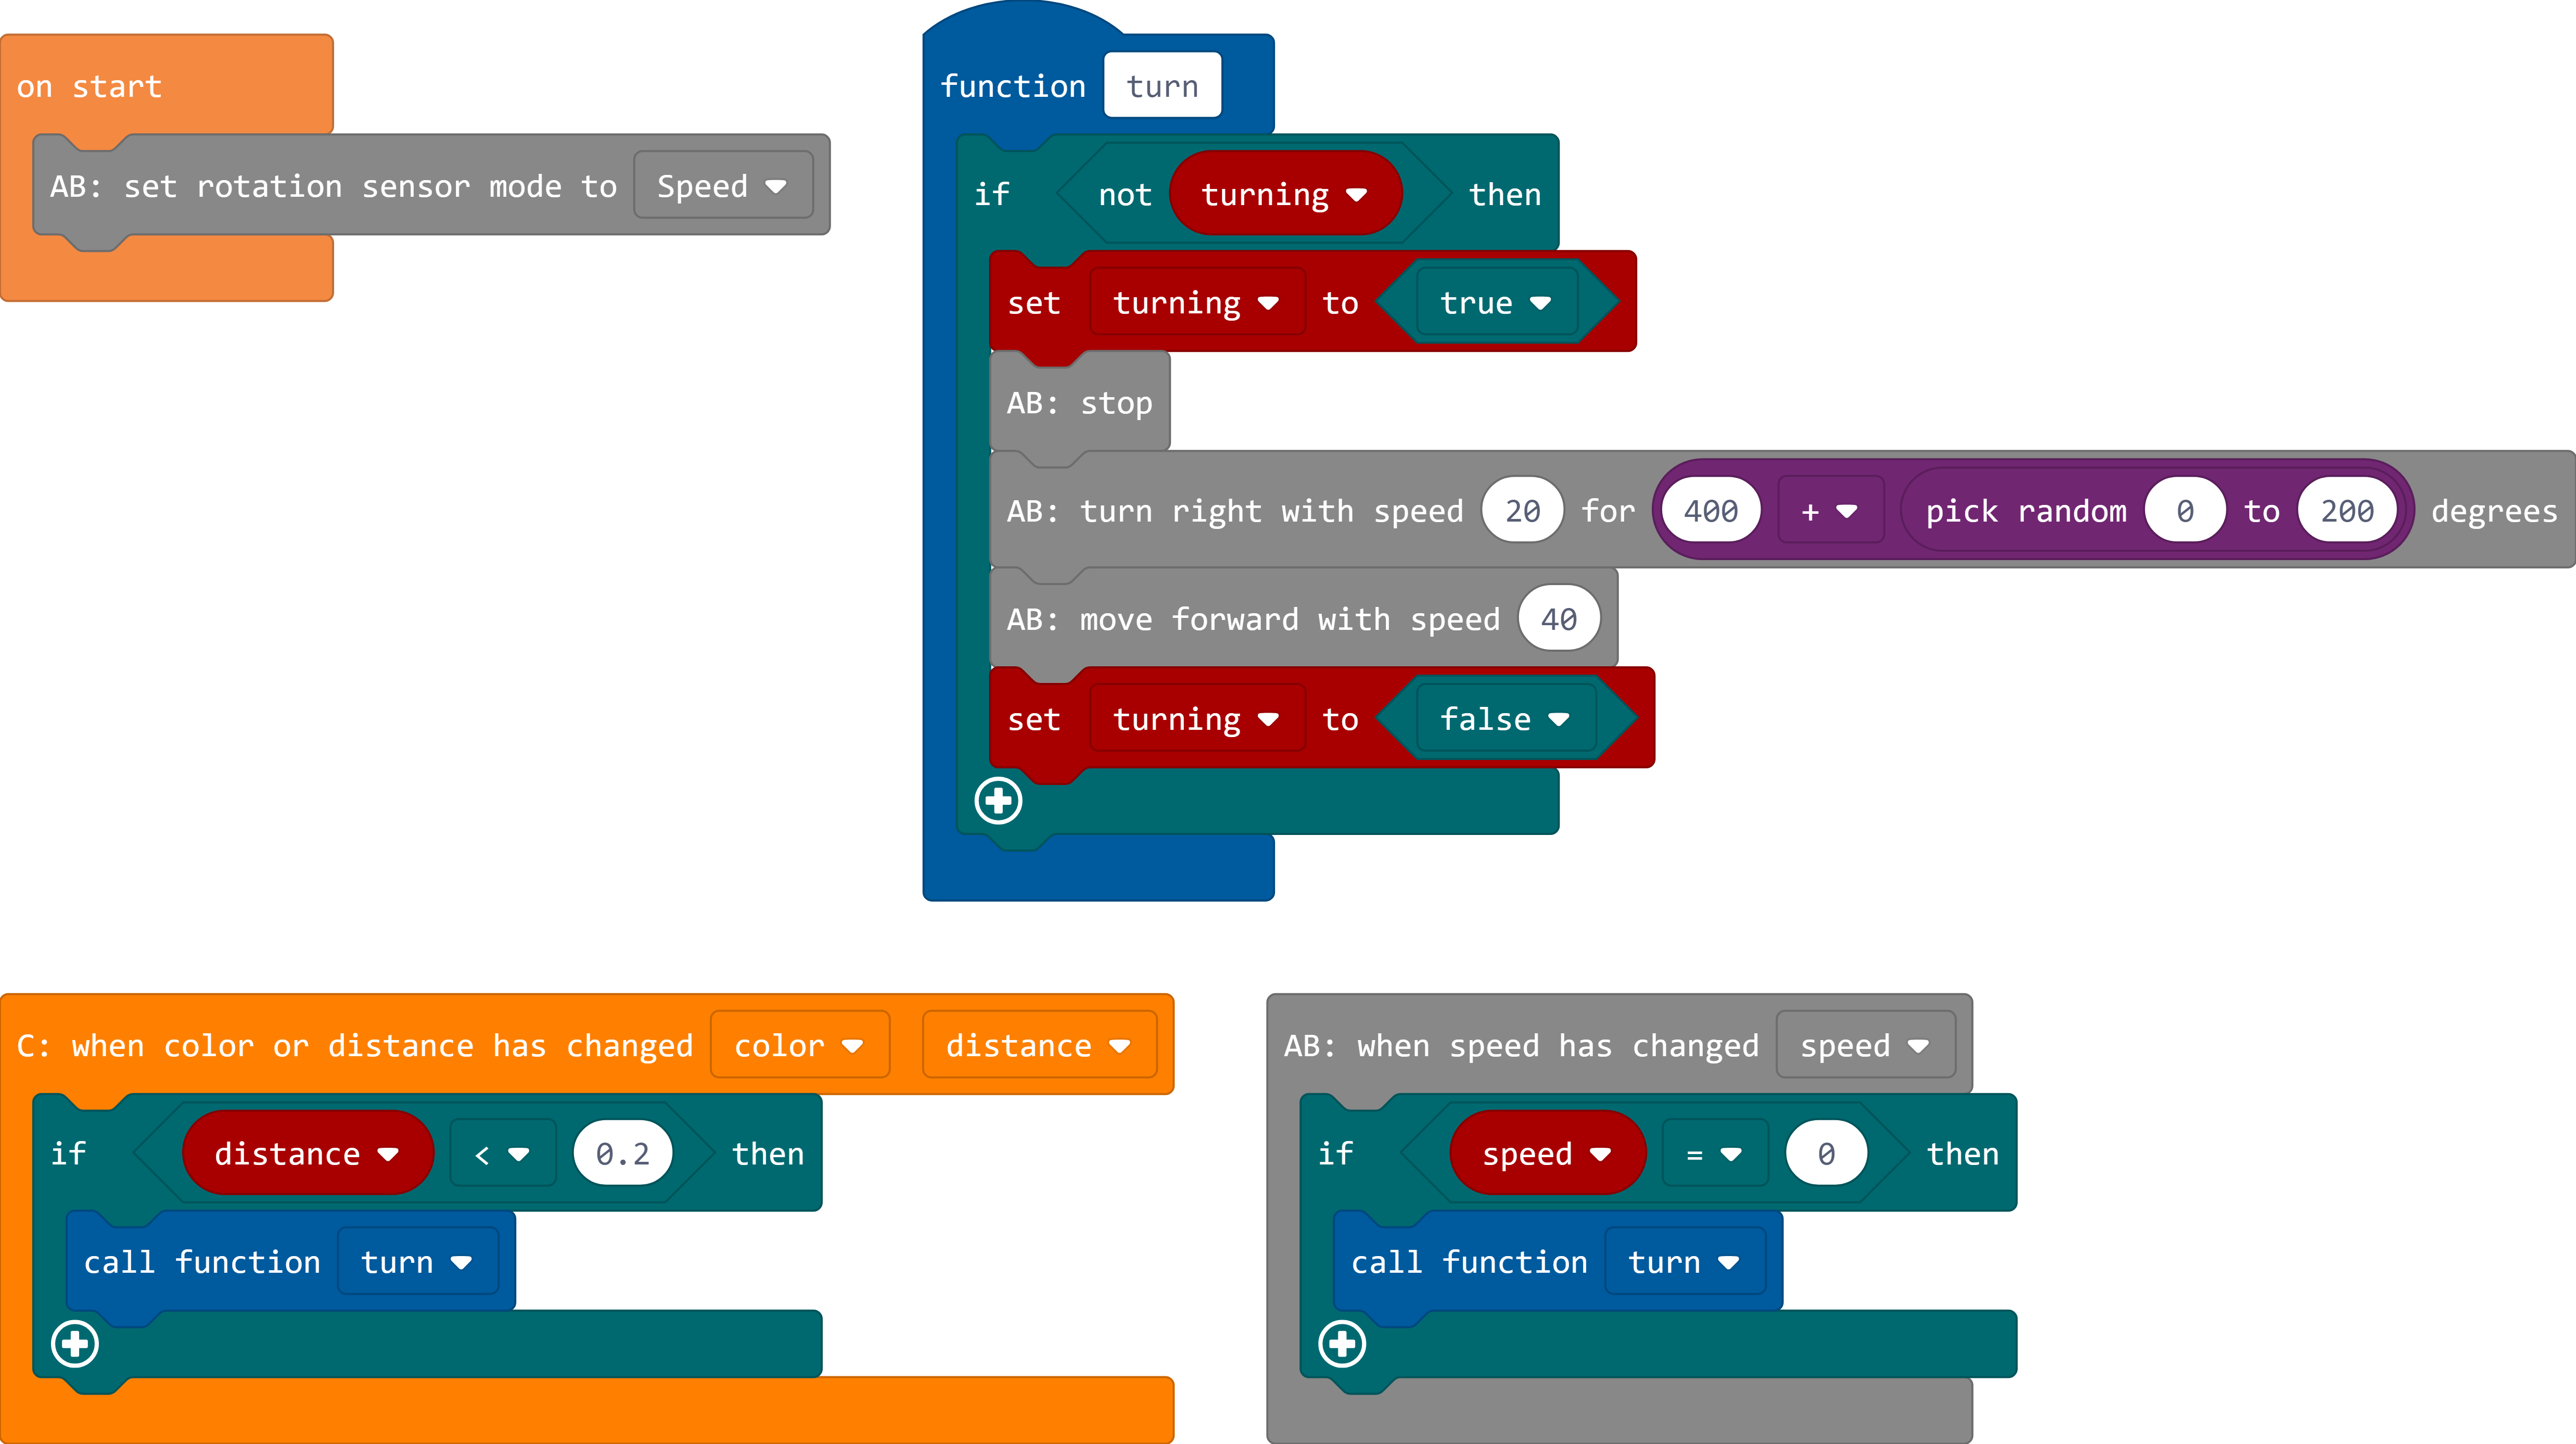 on start
AB: set rotation sensor mode to Speed
function turn
if not turning then
set turning to true
AB: stop
AB: turn right with speed 20 for 400 + pick random 0 to 200 degrees
AB: move forward with speed 40
set turning to false
C: when color or distance has changed color distance
if distance < 0.2 then
call function turn
AB: when speed has changed speed
if speed = 0 then
call function turn